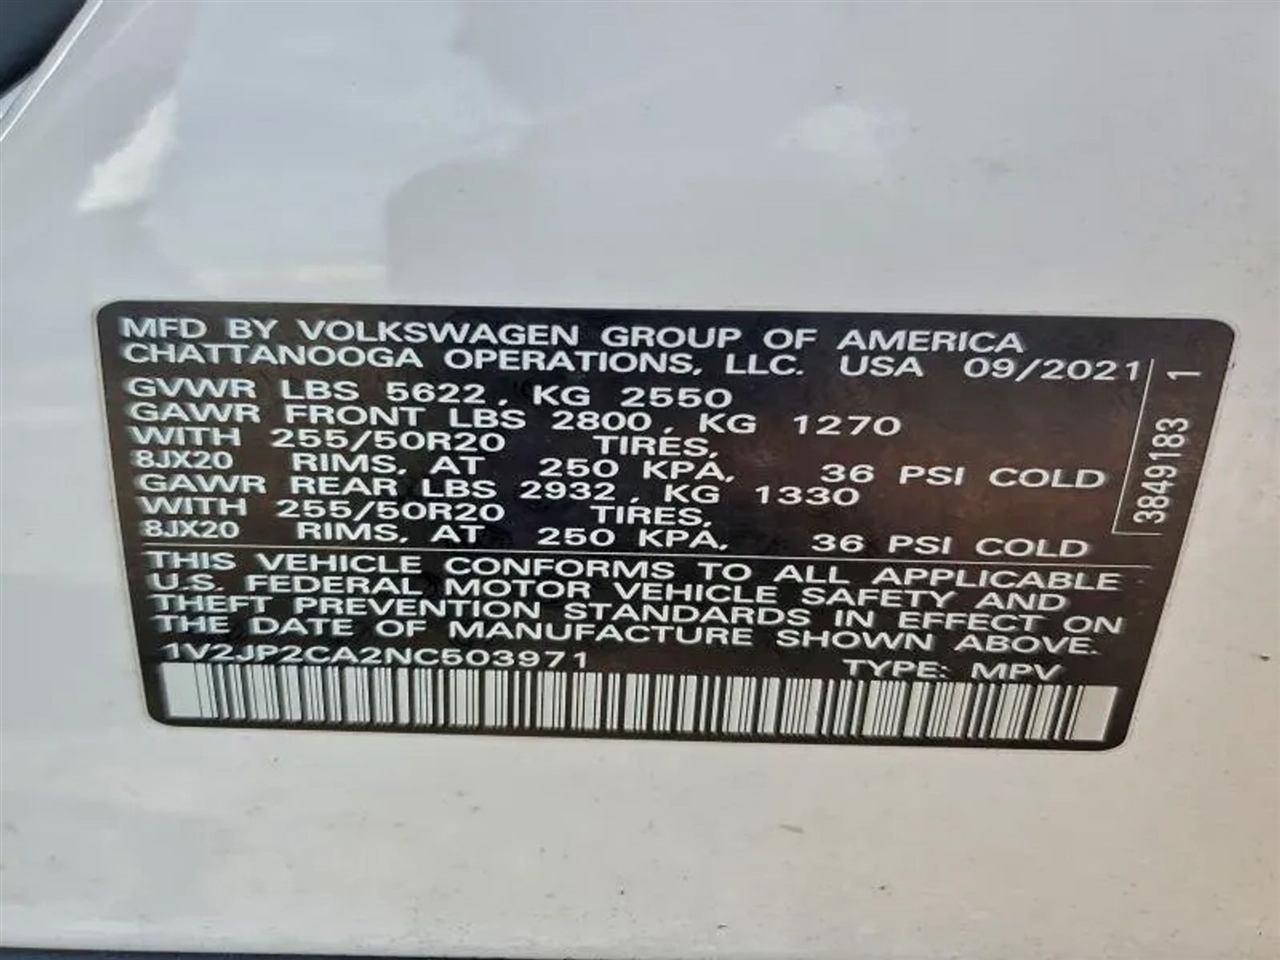 MFD BY VOLKSWAGEN GROUP OF AMERICA
CHATTANOOGA OPERATIONS, LLC. USA 09/2021
GVWR LBS 5622, KG 2550
GAWR FRONT LBS 2800, KG 1270
WITH 255/50R20 TIRES,
8JX20 RIMS, AT 250 KPA, 36 PSI COLD
GAWR REAR LBS 2932, KG 1330
WITH 255/50R20 TIRES,
8JX20 RIMS, AT 250 KPA, 36 PSI COLD
THIS VEHICLE CONFORMS TO ALL APPLICABLE
U.S. FEDERAL MOTOR VEHICLE SAFETY AND
THEFT PREVENTION STANDARDS IN EFFECT ON
THE DATE OF MANUFACTURE SHOWN ABOVE.
1V2JP2CA2NC503971 TYPE: MPV
3849183 1